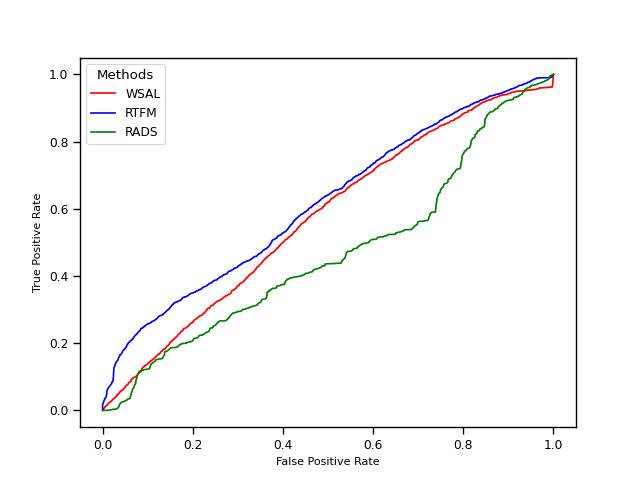 Methods
WSAL
RTFM
RADS
True Positive Rate
1.0
0.8
0.6
0.4
0.2
0.0
0.0 0.2 0.4 0.6 0.8 1.0
False Positive Rate